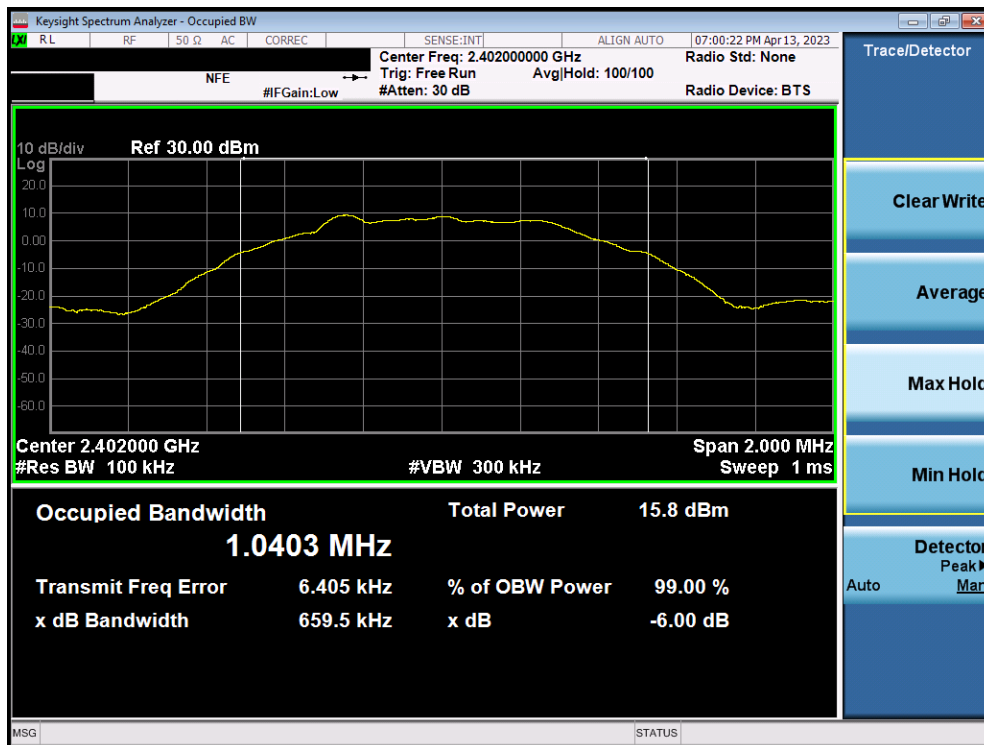 Keysight Spectrum Analyzer - Occupied BW
LXI RL RF 50 Ω AC CORREC SENSE:INT ALIGN AUTO 07:00:22 PM Apr 13, 2023
NFE
#IFGain:Low
Center Freq: 2.402000000 GHz
Trig: Free Run Avg|Hold: 100/100
#Atten: 30 dB
Radio Std: None
Radio Device: BTS
Trace/Detector
10 dB/div Ref 30.00 dBm
Log
20.0
10.0
0.00
-10.0
-20.0
-30.0
-40.0
-50.0
-60.0
Center 2.402000 GHz Span 2.000 MHz
#Res BW 100 kHz #VBW 300 kHz Sweep 1 ms
Occupied Bandwidth Total Power 15.8 dBm
1.0403 MHz
Transmit Freq Error 6.405 kHz % of OBW Power 99.00 %
x dB Bandwidth 659.5 kHz x dB -6.00 dB
Clear Write
Average
Max Hold
Min Hold
Detector
Peak
Auto Man
MSG STATUS